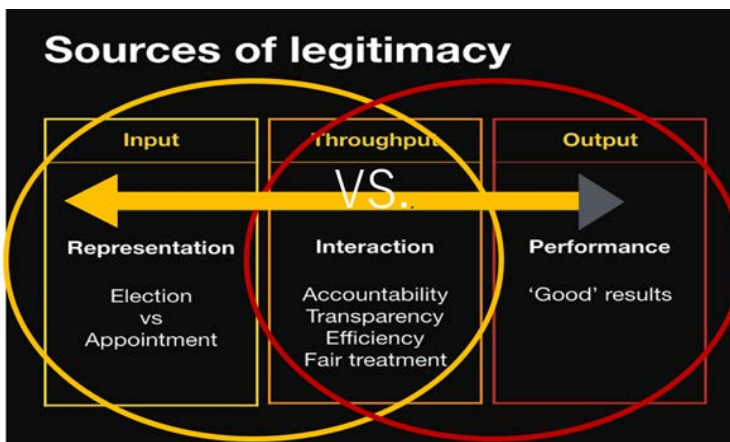 Sources of legitimacy
Input
Throughput
Output
VS.
Representation
Interaction
Performance
Election
vs
Appointment
Accountability
Transparency
Efficiency
Fair treatment
‘Good’ results